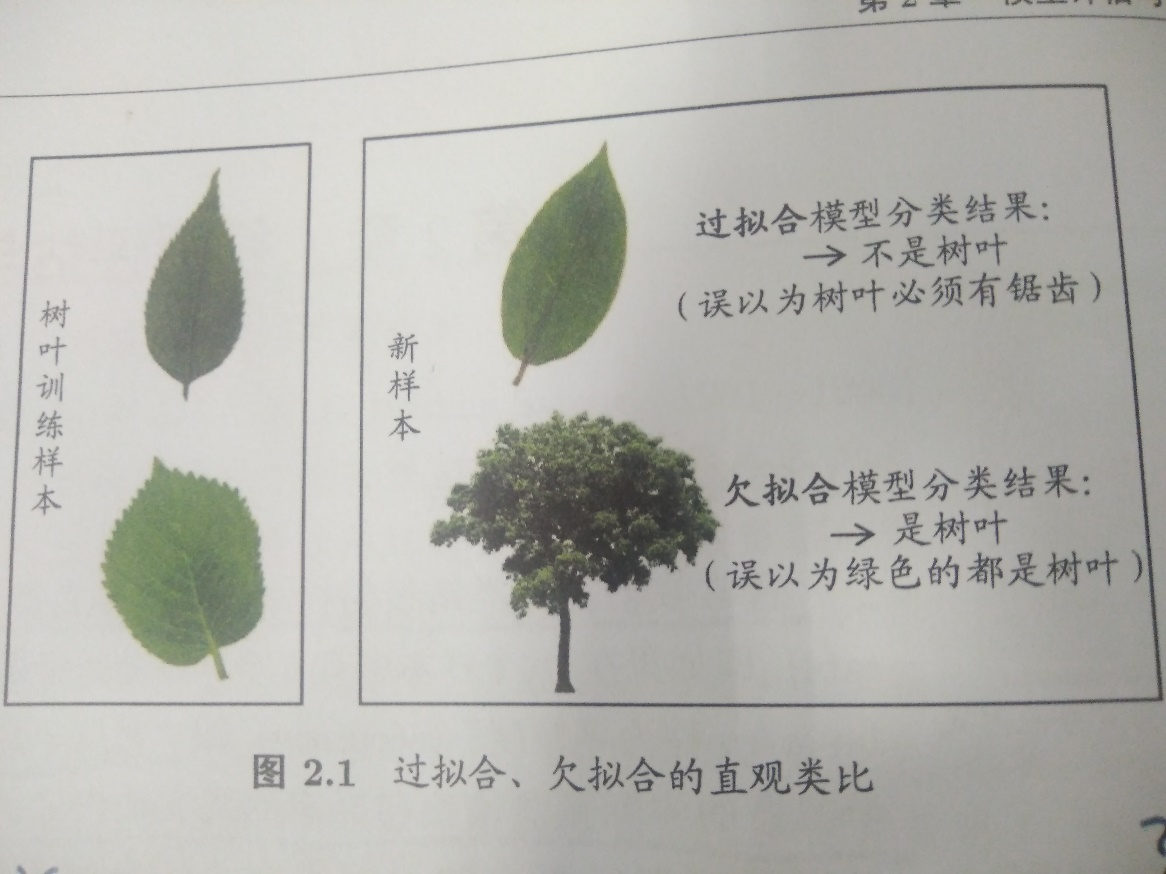 第 2 章
树叶训练样本
新样本
过拟合模型分类结果：
→ 不是树叶
（误以为树叶必须有锯齿）
欠拟合模型分类结果：
→ 是树叶
（误以为绿色的都是树叶）
图 2.1 过拟合、欠拟合的直观类比